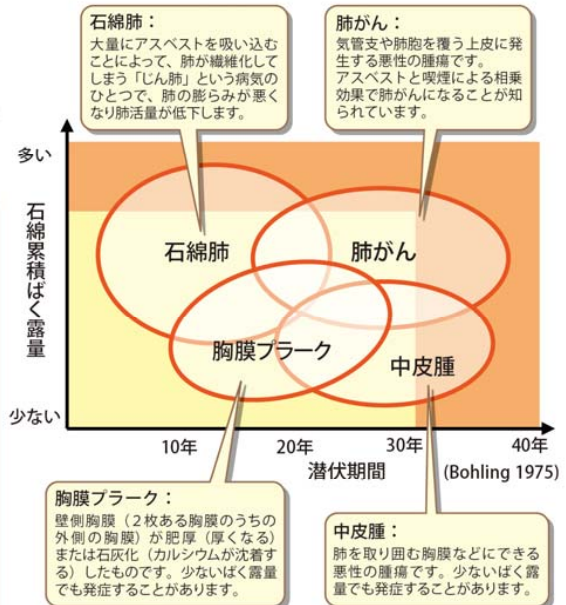 石綿肺：
大量にアスベストを吸い込む
ことによって、肺が繊維化して
しまう「じん肺」という病気の
ひとつで、肺の膨らみが悪く
なり肺活量が低下します。
肺がん：
気管支や肺胞を覆う上皮に発
生する悪性の腫瘍です。
アスベストと喫煙による相乗
効果で肺がんになることが知
られています。
多い
石綿累積ばく露量
少ない
石綿肺
肺がん
胸膜プラーク
中皮腫
10年
20年
30年
40年
潜伏期間
(Bohling 1975)
胸膜プラーク：
壁側胸膜（２枚ある胸膜のうちの
外側の胸膜）が肥厚（厚くなる）
または石灰化（カルシウムが沈着す
る）したものです。少ないばく露量
でも発症することがあります。
中皮腫：
肺を取り囲む胸膜などにできる
悪性の腫瘍です。少ないばく露
量でも発症することがあります。